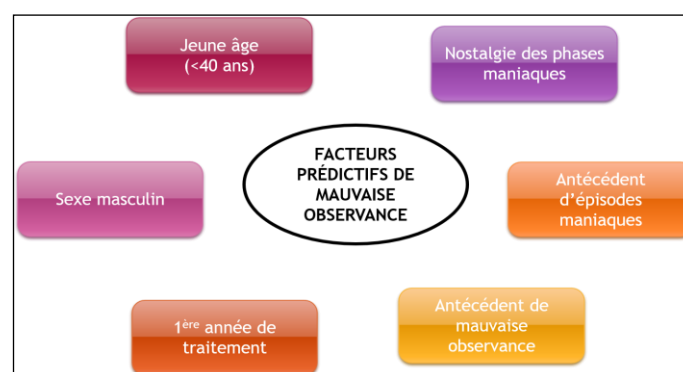 Jeune âge
(<40 ans)
Nostalgie des phases
maniaques
FACTEURS
PRÉDICTIFS DE
MAUVAISE
OBSERVANCE
Sexe masculin
Antécédent
d'épisodes
maniaques
1ère année de
traitement
Antécédent de
mauvaise
observance